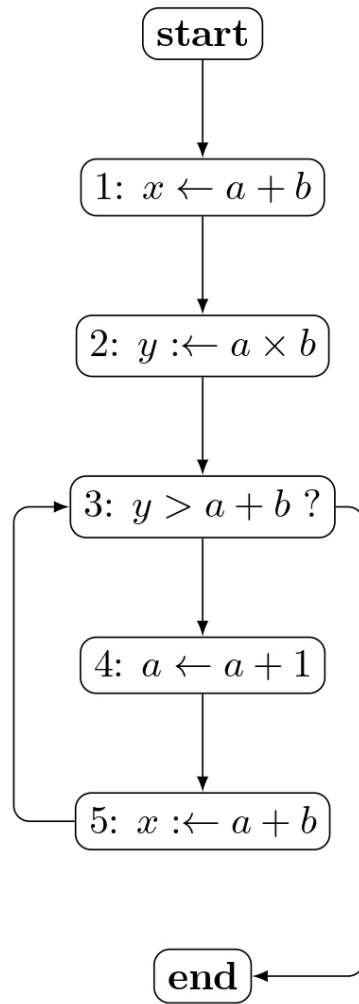 start
1: x ← a + b
2: y :← a × b
3: y > a + b ?
4: a ← a + 1
5: x :← a + b
end